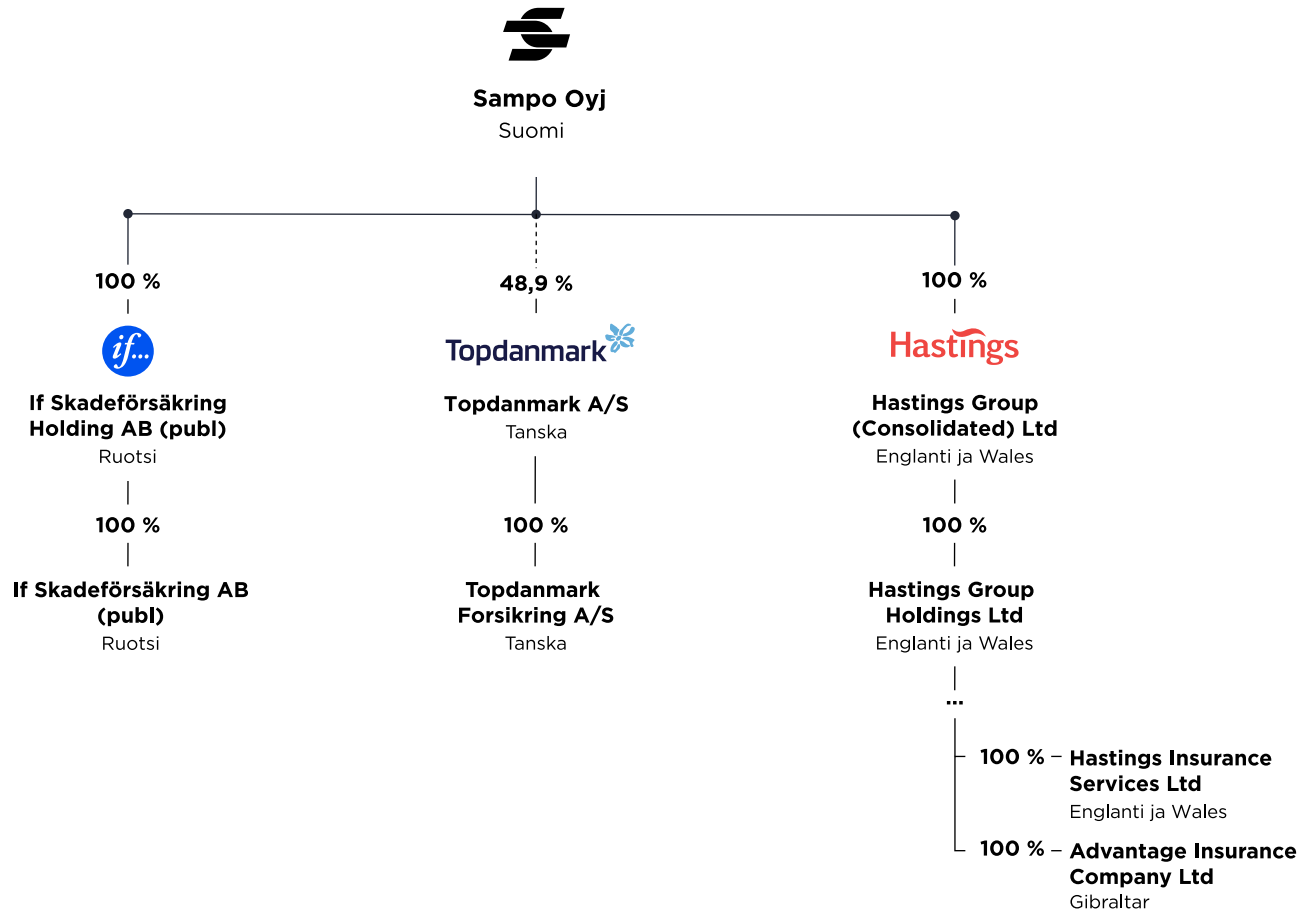 Sampo Oyj
Suomi
100 %
48,9 %
100 %
if...
Topdanmark
Hastings
If Skadeförsäkring
Holding AB (publ)
Ruotsi
Topdanmark A/S
Tanska
Hastings Group
(Consolidated) Ltd
Englanti ja Wales
100 %
100 %
100 %
If Skadeförsäkring AB
(publ)
Ruotsi
Topdanmark
Forsikring A/S
Tanska
Hastings Group
Holdings Ltd
Englanti ja Wales
...
100 %
Hastings Insurance
Services Ltd
Englanti ja Wales
100 %
Advantage Insurance
Company Ltd
Gibraltar